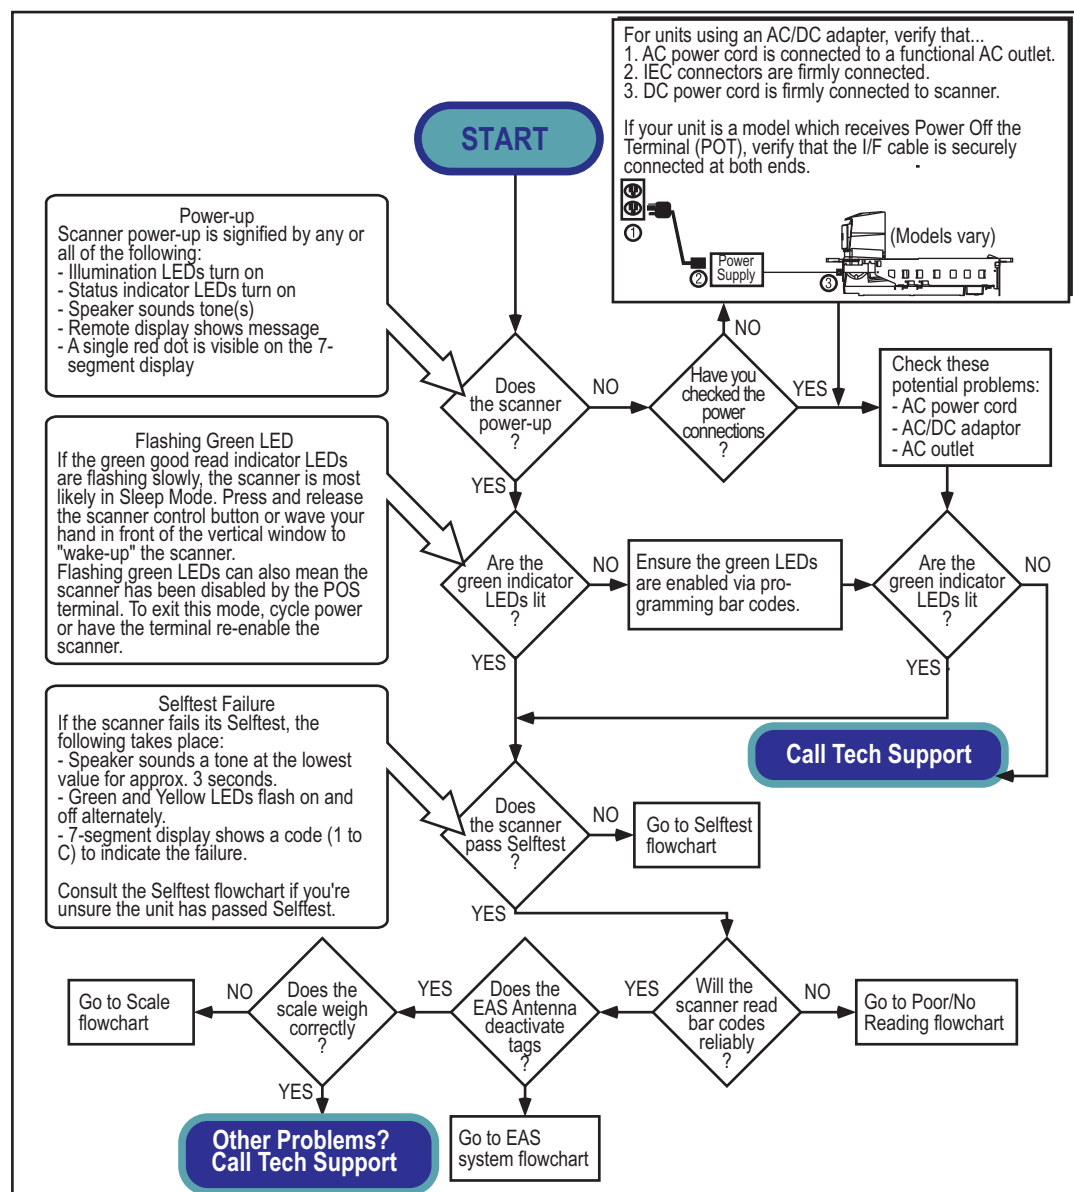 For units using an AC/DC adapter, verify that...
1. AC power cord is connected to a functional AC outlet.
2. IEC connectors are firmly connected.
3. DC power cord is firmly connected to scanner.
If your unit is a model which receives Power Off the
Terminal (POT), verify that the I/F cable is securely
connected at both ends.
1
2
Power
Supply
3
(Models vary)
START
Power-up
Scanner power-up is signified by any or
all of the following:
- Illumination LEDs turn on
- Status indicator LEDs turn on
- Speaker sounds tone(s)
- Remote display shows message
- A single red dot is visible on the 7-
segment display
Does
the scanner
power-up
?
NO
YES
Have you
checked the
power
connections
?
NO
YES
Check these
potential problems:
- AC power cord
- AC/DC adaptor
- AC outlet
Flashing Green LED
If the green good read indicator LEDs
are flashing slowly, the scanner is most
likely in Sleep Mode. Press and release
the scanner control button or wave your
hand in front of the vertical window to
"wake-up" the scanner.
Flashing green LEDs can also mean the
scanner has been disabled by the POS
terminal. To exit this mode, cycle power
or have the terminal re-enable the
scanner.
Are the
green indicator
LEDs lit
?
NO
YES
Ensure the green LEDs
are enabled via pro-
gramming bar codes.
Are the
green indicator
LEDs lit
?
NO
YES
Call Tech Support
Selftest Failure
If the scanner fails its Selftest, the
following takes place:
- Speaker sounds a tone at the lowest
value for approx. 3 seconds.
- Green and Yellow LEDs flash on and
off alternately.
- 7-segment display shows a code (1 to
C) to indicate the failure.
Consult the Selftest flowchart if you're
unsure the unit has passed Selftest.
Does
the scanner
pass Selftest
?
NO
YES
Go to Selftest
flowchart
Will the
scanner read
bar codes
reliably
?
NO
YES
Go to Poor/No
Reading flowchart
Does the
EAS Antenna
deactivate
tags
?
YES
Go to EAS
system flowchart
Does the
scale weigh
correctly
?
NO
YES
Go to Scale
flowchart
Other Problems?
Call Tech Support